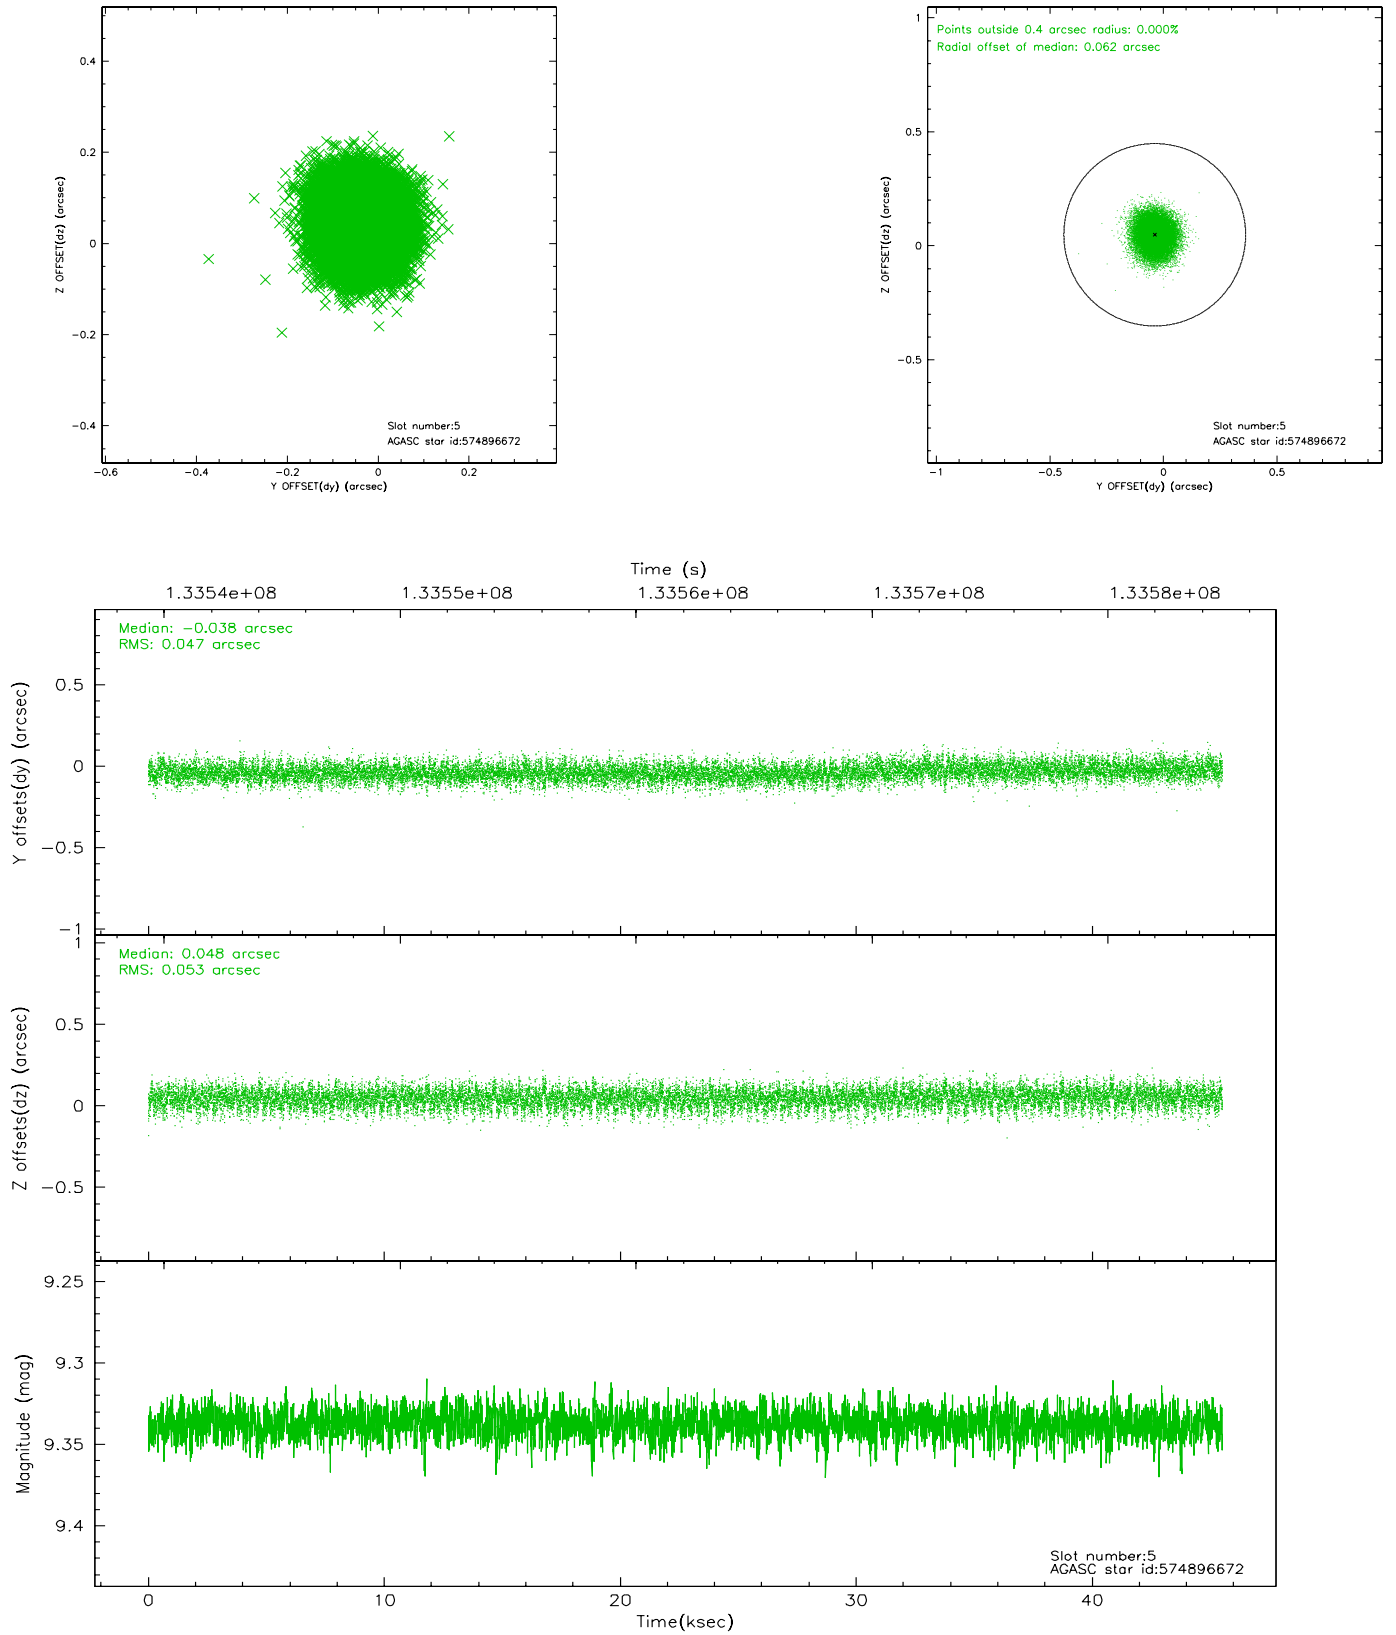 0.4
0.2
0
−0.2
−0.4
−0.6
−0.4
−0.2
0
0.2
Z OFFSET(dz) (arcsec)
Y OFFSET(dy) (arcsec)
Slot number:5
AGASC star id:574896672
Points outside 0.4 arcsec radius: 0.000%
Radial offset of median: 0.062 arcsec
1
0.5
0
−0.5
−1
−0.5
0
0.5
Z OFFSET(dz) (arcsec)
Y OFFSET(dy) (arcsec)
Slot number:5
AGASC star id:574896672
Time (s)
1.3354e+08 1.3355e+08 1.3356e+08 1.3357e+08 1.3358e+08
Median: −0.038 arcsec
RMS: 0.047 arcsec
0.5
0
−0.5
−1
Y offsets(dy) (arcsec)
Median: 0.048 arcsec
RMS: 0.053 arcsec
1
0.5
0
−0.5
Z offsets(dz) (arcsec)
9.25
9.3
9.35
9.4
Magnitude (mag)
Slot number:5
AGASC star id:574896672
0 10 20 30 40
Time(ksec)